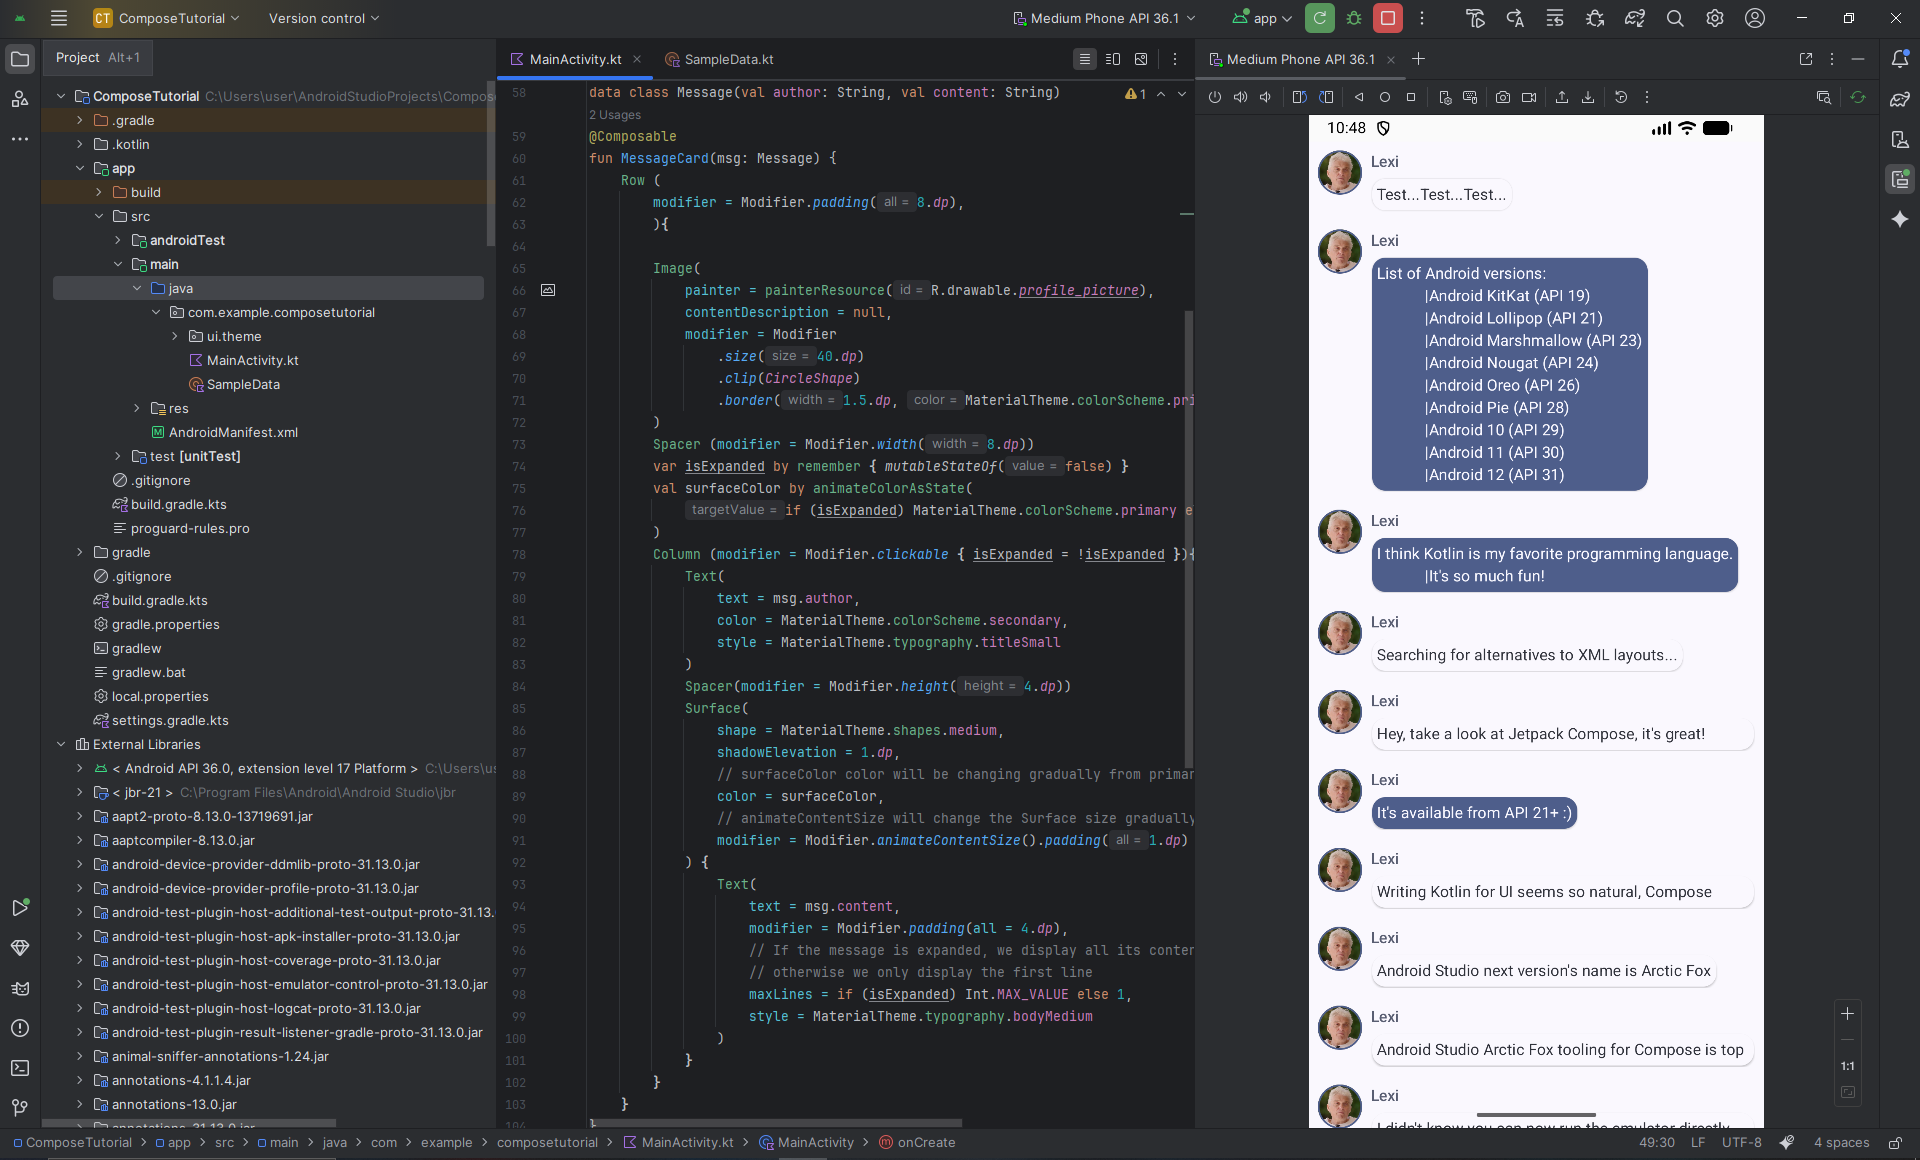 CT ComposeTutorial Version control Medium Phone API 36.1 app
Project Alt+1
MainActivity.kt SampleData.kt
Medium Phone API 36.1
ComposeTutorial C:\Users\user\AndroidStudioProjects\Compos
.gradle
.kotlin
app
build
src
androidTest
main
java
com.example.composetutorial
ui.theme
MainActivity.kt
SampleData
res
AndroidManifest.xml
test [unitTest]
.gitignore
build.gradle.kts
proguard-rules.pro
gradle
.gitignore
build.gradle.kts
gradle.properties
gradlew
gradlew.bat
local.properties
settings.gradle.kts
External Libraries
< Android API 36.0, extension level 17 Platform > C:\Users\us
< jbr-21 > C:\Program Files\Android\Android Studio\jbr
aapt2-proto-8.13.0-13719691.jar
aaptcompiler-8.13.0.jar
android-device-provider-ddmlib-proto-31.13.0.jar
android-device-provider-profile-proto-31.13.0.jar
android-test-plugin-host-additional-test-output-proto-31.13.
android-test-plugin-host-apk-installer-proto-31.13.0.jar
android-test-plugin-host-coverage-proto-31.13.0.jar
android-test-plugin-host-emulator-control-proto-31.13.0.jar
android-test-plugin-host-logcat-proto-31.13.0.jar
android-test-plugin-result-listener-gradle-proto-31.13.0.jar
animal-sniffer-annotations-1.24.jar
annotations-4.1.1.4.jar
annotations-13.0.jar
58 data class Message(val author: String, val content: String) 1
2 Usages
59 @Composable
60 fun MessageCard(msg: Message) {
61 Row (
62 modifier = Modifier.padding( all = 8.dp),
63 ){
64
65 Image(
66 painter = painterResource( id = R.drawable.profile_picture),
67 contentDescription = null,
68 modifier = Modifier
69 .size( size = 40.dp)
70 .clip(CircleShape)
71 .border( width = 1.5.dp, color = MaterialTheme.colorScheme.pri
72 )
73 Spacer (modifier = Modifier.width( width = 8.dp))
74 var isExpanded by remember { mutableStateOf( value = false) }
75 val surfaceColor by animateColorAsState(
76 targetValue = if (isExpanded) MaterialTheme.colorScheme.primary e
77 )
78 Column (modifier = Modifier.clickable { isExpanded = !isExpanded }){
79 Text(
80 text = msg.author,
81 color = MaterialTheme.colorScheme.secondary,
82 style = MaterialTheme.typography.titleSmall
83 )
84 Spacer(modifier = Modifier.height( height = 4.dp))
85 Surface(
86 shape = MaterialTheme.shapes.medium,
87 shadowElevation = 1.dp,
88 // surfaceColor color will be changing gradually from primar
89 color = surfaceColor,
90 // animateContentSize will change the Surface size gradually
91 modifier = Modifier.animateContentSize().padding( all = 1.dp)
92 ) {
93 Text(
94 text = msg.content,
95 modifier = Modifier.padding(all = 4.dp),
96 // If the message is expanded, we display all its conten
97 // otherwise we only display the first line
98 maxLines = if (isExpanded) Int.MAX_VALUE else 1,
99 style = MaterialTheme.typography.bodyMedium
100 )
101 }
102 }
103 }
104 }
10:48
Lexi
Test...Test...Test...
Lexi
List of Android versions:
|Android KitKat (API 19)
|Android Lollipop (API 21)
|Android Marshmallow (API 23)
|Android Nougat (API 24)
|Android Oreo (API 26)
|Android Pie (API 28)
|Android 10 (API 29)
|Android 11 (API 30)
|Android 12 (API 31)
Lexi
I think Kotlin is my favorite programming language.
|It's so much fun!
Lexi
Searching for alternatives to XML layouts...
Lexi
Hey, take a look at Jetpack Compose, it's great!
Lexi
It's available from API 21+ :)
Lexi
Writing Kotlin for UI seems so natural, Compose
Lexi
Android Studio next version's name is Arctic Fox
Lexi
Android Studio Arctic Fox tooling for Compose is top
Lexi
I didn't know you can now run the emulator directly
1:1
ComposeTutorial > app > src > main > java > com > example > composetutorial > MainActivity.kt > MainActivity > onCreate
49:30 LF UTF-8 4 spaces